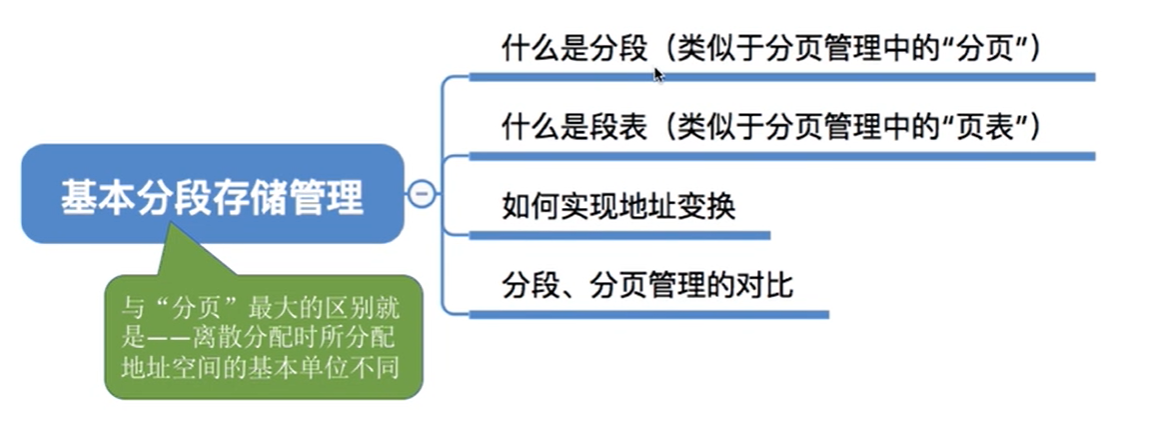 什么是分段（类似于分页管理中的“分页”）
什么是段表（类似于分页管理中的“页表”）
基本分段存储管理
如何实现地址变换
分段、分页管理的对比
与“分页”最大的区别就
是——离散分配时所分配
地址空间的基本单位不同